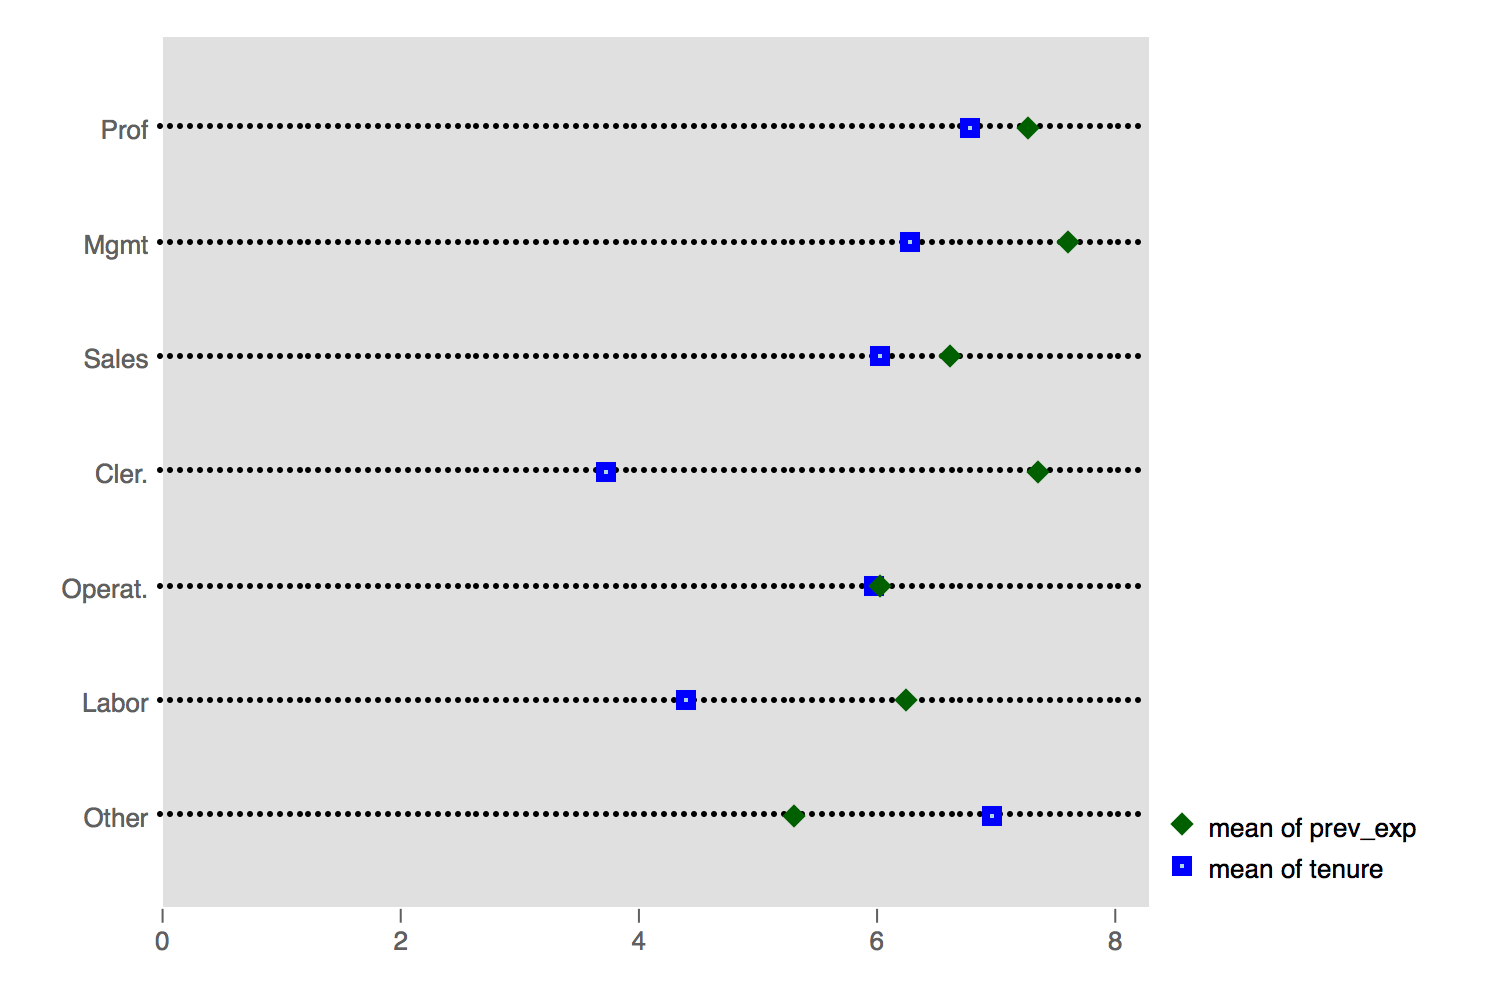 Prof
Mgmt
Sales
Cler.
Operat.
Labor
Other
mean of prev_exp
mean of tenure
0 2 4 6 8